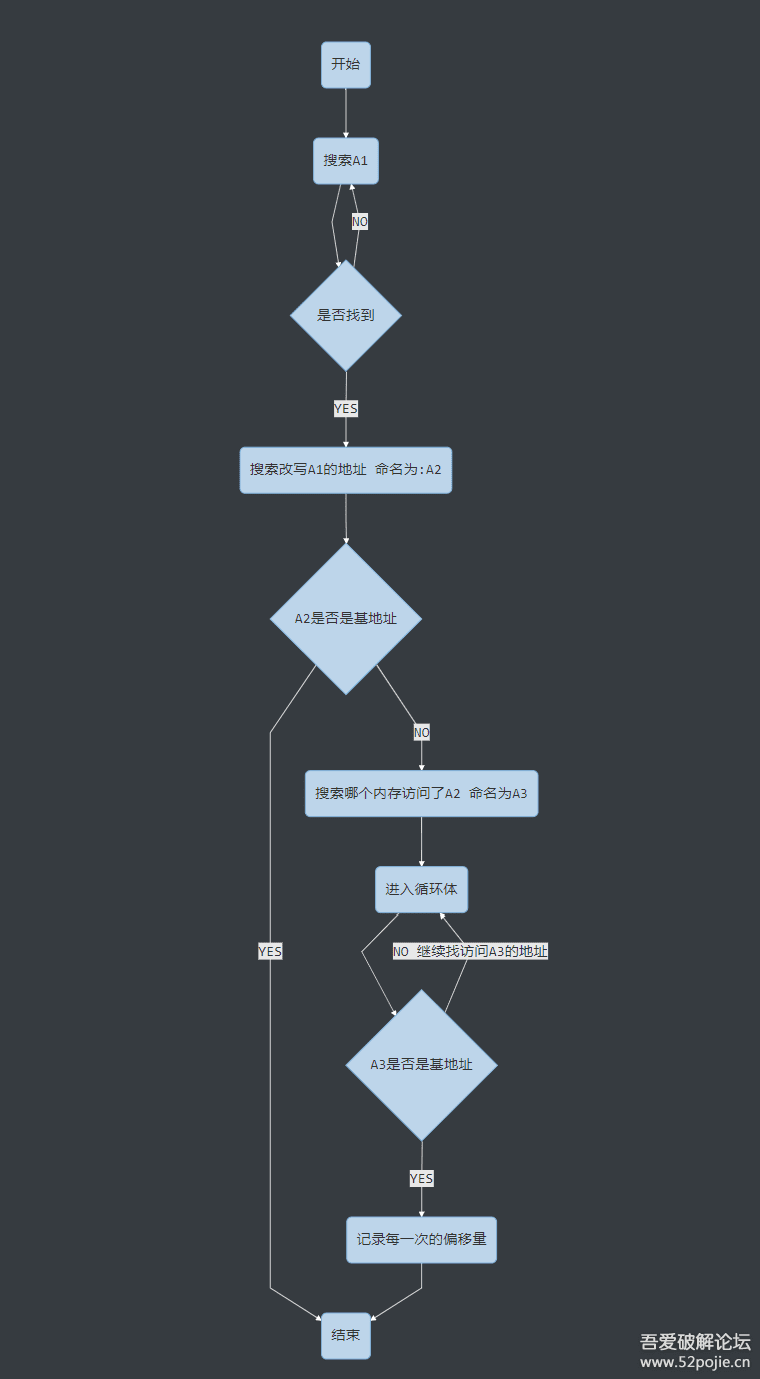 开始
搜索A1
NO
是否找到
YES
搜索改写A1的地址 命名为:A2
A2是否是基地址
NO
搜索哪个内存访问了A2 命名为A3
进入循环体
YES
NO 继续找访问A3的地址
A3是否是基地址
YES
记录每一次的偏移量
结束
吾爱破解论坛
www.52pojie.cn